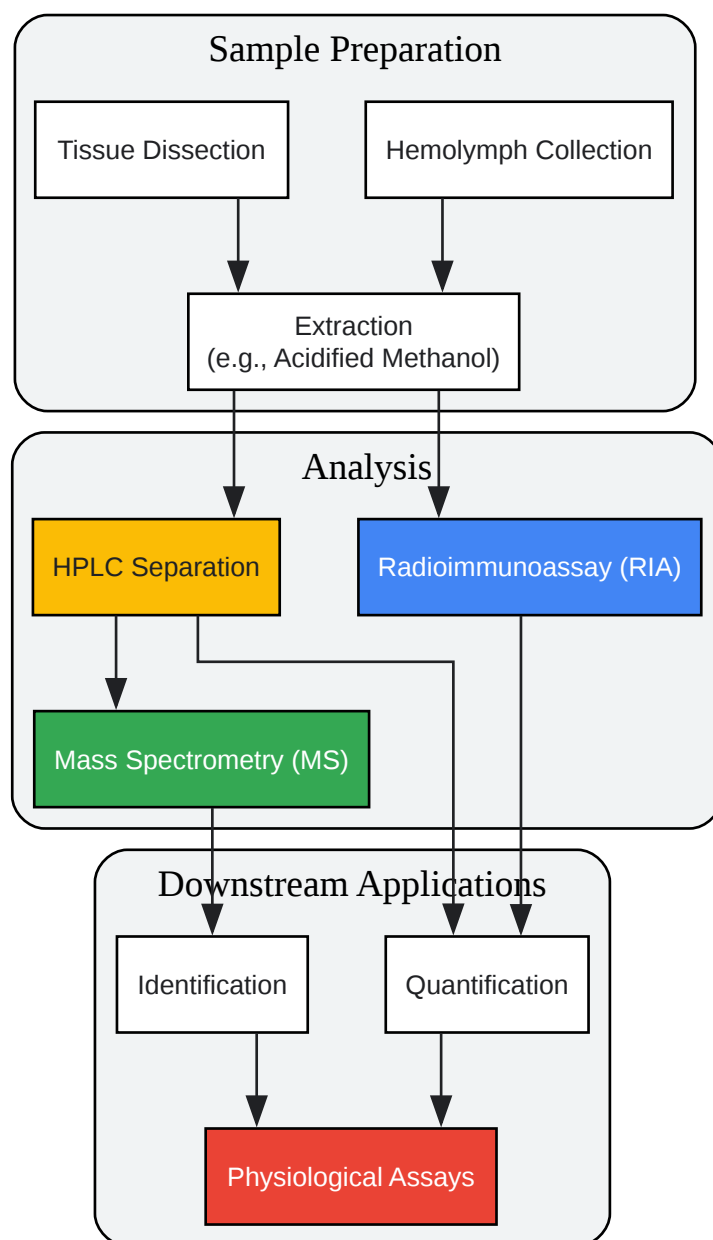 Sample Preparation
Tissue Dissection
Hemolymph Collection
Extraction
(e.g., Acidified Methanol)
Analysis
HPLC Separation
Radioimmunoassay (RIA)
Mass Spectrometry (MS)
Downstream Applications
Identification
Quantification
Physiological Assays